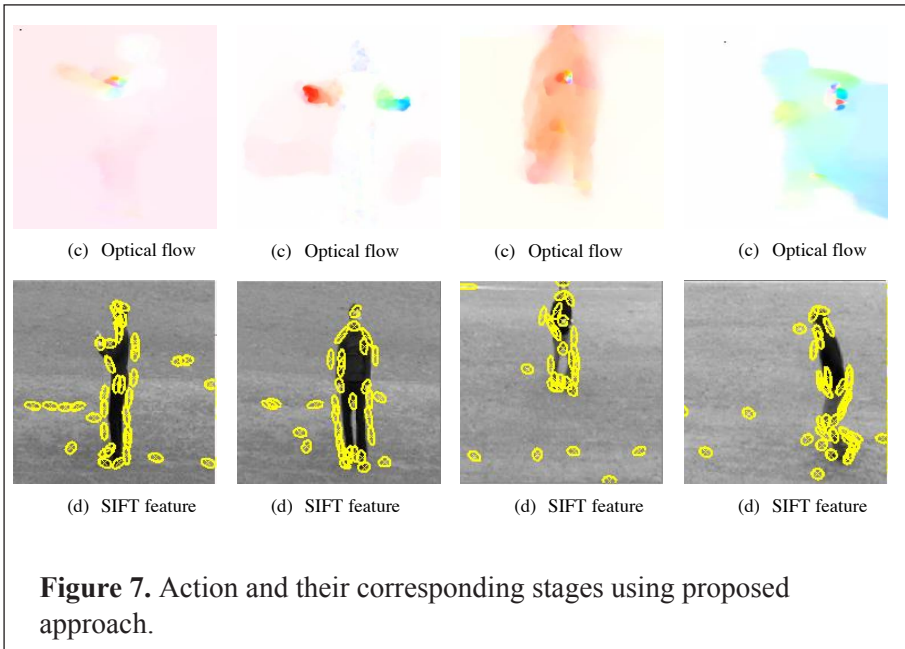 (c) Optical flow
(c) Optical flow
(c) Optical flow
(c) Optical flow
(d) SIFT feature
(d) SIFT feature
(d) SIFT feature
(d) SIFT feature
Figure 7. Action and their corresponding stages using proposed
approach.